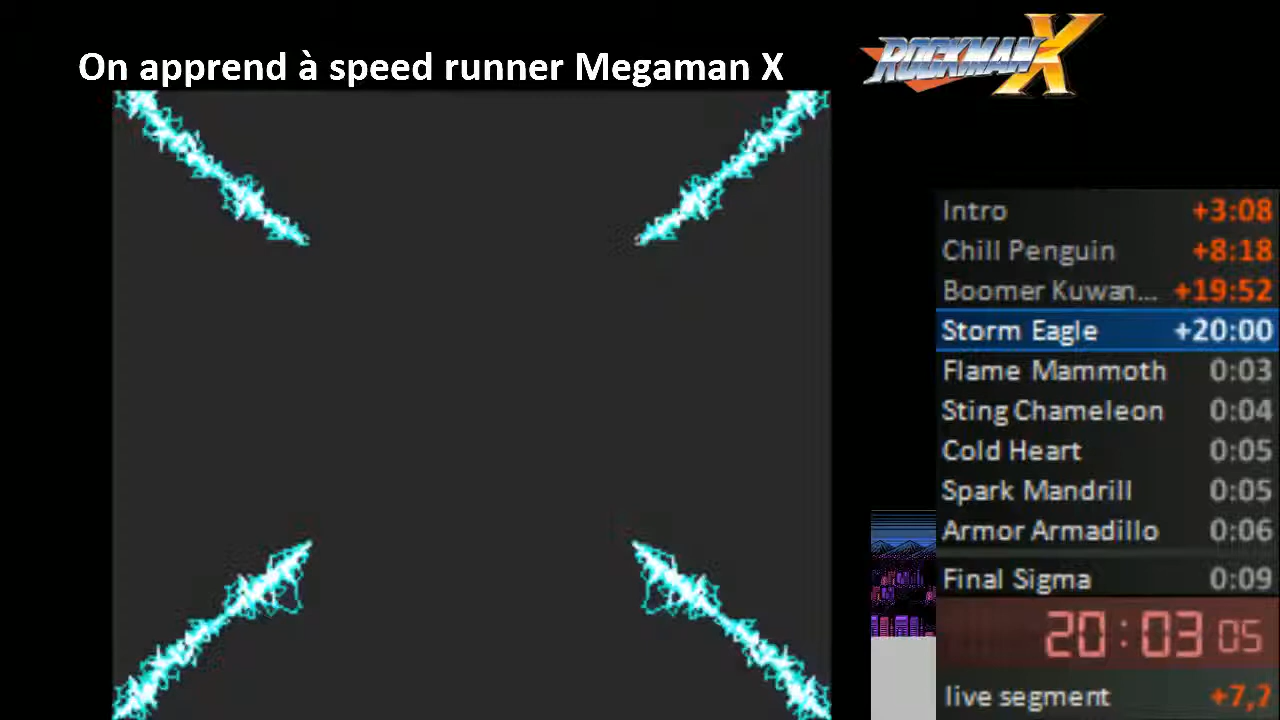 On apprend à speed runner Megaman X
ROCKMAN X
Intro +3:08
Chill Penguin +8:18
Boomer Kuwan... +19:52
Storm Eagle +20:00
Flame Mammoth 0:03
Sting Chameleon 0:04
Cold Heart 0:05
Spark Mandrill 0:05
Armor Armadillo 0:06
Final Sigma 0:09
20:03 05
live segment +7,7